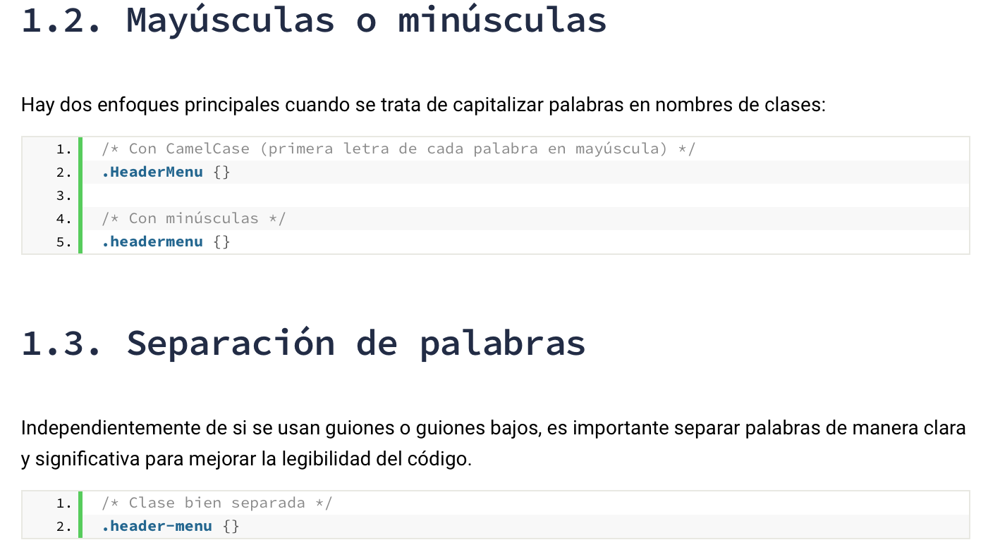 1.2. Mayúsculas o minúsculas
Hay dos enfoques principales cuando se trata de capitalizar palabras en nombres de clases:
1. /* Con CamelCase (primera letra de cada palabra en mayúscula) */
2. .HeaderMenu {}
3.
4. /* Con minúsculas */
5. .headermenu {}
1.3. Separación de palabras
Independientemente de si se usan guiones o guiones bajos, es importante separar palabras de manera clara
y significativa para mejorar la legibilidad del código.
1. /* Clase bien separada */
2. .header-menu {}